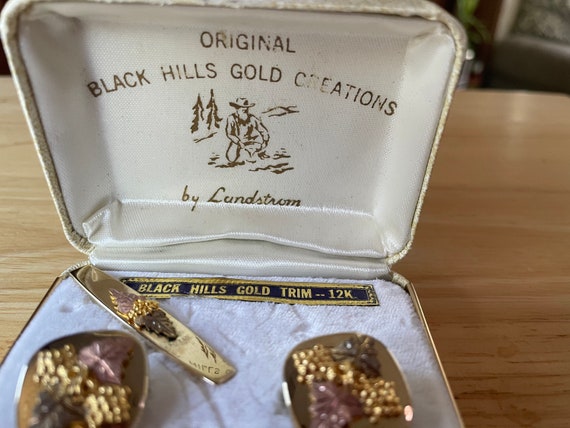 ORIGINAL
BLACK HILLS GOLD CREATIONS
by Landstrom
BLACK HILLS GOLD TRIM -- 12K.